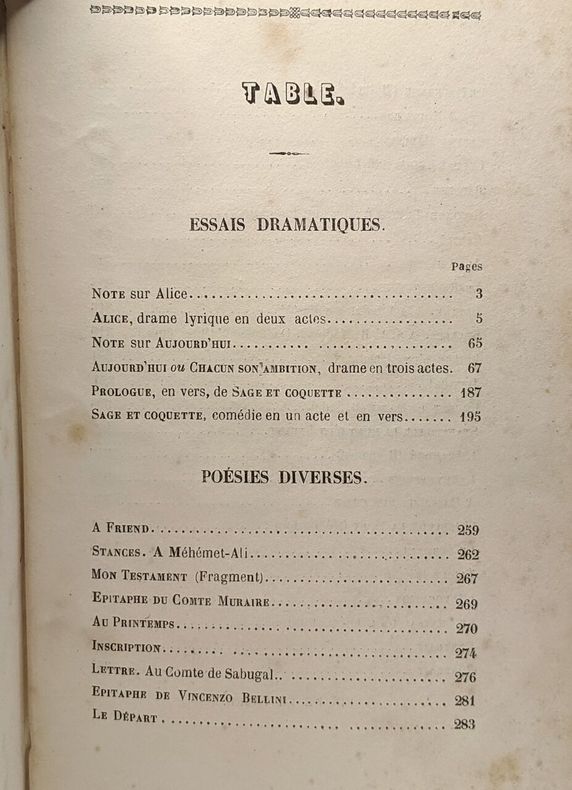 TABLE.
ESSAIS DRAMATIQUES.
Pages
NOTE sur Alice.................................... 3
ALICE, drame lyrique en deux actes................. 5
NOTE sur AUJOURD'HUI.............................. 65
AUJOURD'HUI ou CHACUN SON AMBITION, drame en trois actes. 67
PROLOGUE, en vers, de SAGE ET COQUETTE ............... 187
SAGE ET COQUETTE, comédie en un acte et en vers....... 195
POÉSIES DIVERSES.
A FRIEND........................................ 259
STANCES. A Méhémet-Ali........................... 262
MON TESTAMENT (Fragment)......................... 267
EPITAPHE DU COMTE MURAIRE........................ 269
AU PRINTEMPS..................................... 270
INSCRIPTION...................................... 274
LETTRE. Au Comte de Sabugal.. ....................... 276
EPITAPHE DE VINCENZO BELLINI...................... 281
LE DÉPART ....................................... 283